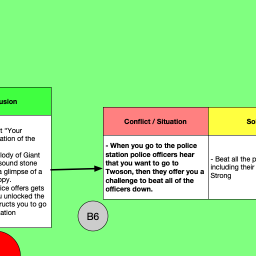 usion
t "Your
ation of the
lody of Giant
sound stone
a glimpse of a
ppy.
ice offers gets
u unlocked the
ructs you to go
ation
Conflict / Situation
- When you go to the police
station police officers hear
that you want to go to
Twoson, then they offer you a
challenge to beat all of the
officers down.
B6
So
- Beat all the p
including their
Strong